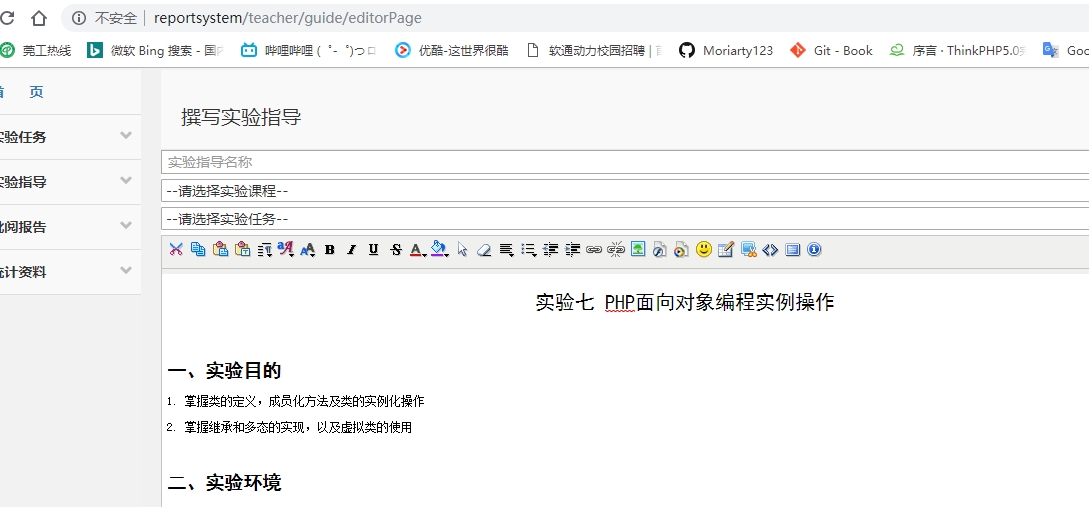 不安全 | reportsystem/teacher/guide/editorPage
莞工热线 微软 Bing 搜索 - 国内 哔哩哔哩 ( ゜- ゜)つロ 优酷-这世界很酷 软通动力校园招聘 | Moriarty123 Git - Book 序言 · ThinkPHP5.0 Goo
首 页
撰写实验指导
实验任务
实验指导名称
实验指导
--请选择实验课程--
批阅报告
--请选择实验任务--
统计资料
实验七 PHP面向对象编程实例操作
一、实验目的
1. 掌握类的定义，成员化方法及类的实例化操作
2. 掌握继承和多态的实现，以及虚拟类的使用
二、实验环境